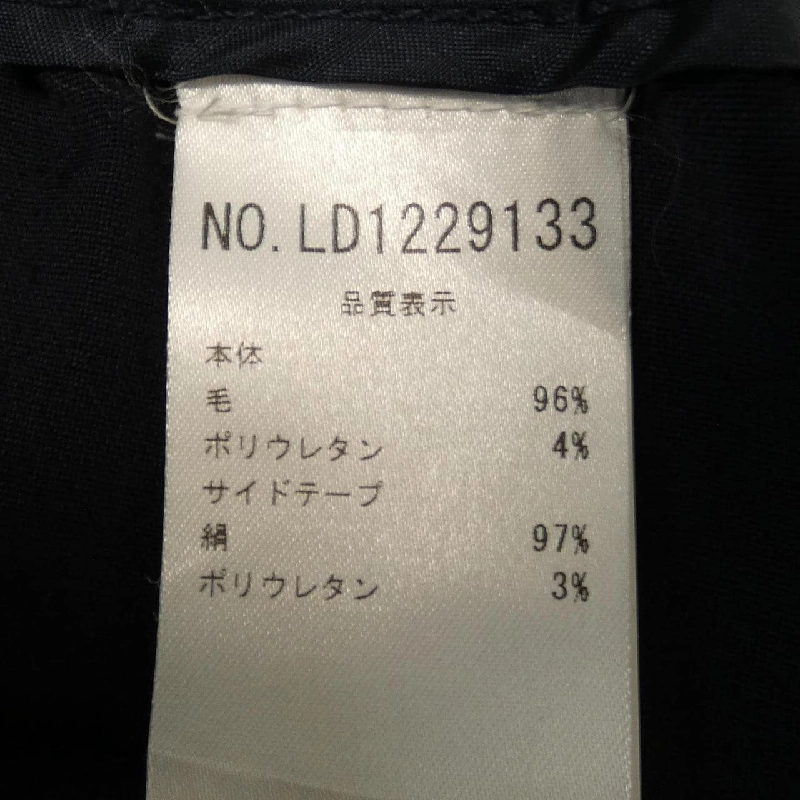 NO.LD1229133
品質表示
本体
毛 96%
ポリウレタン 4%
サイドテープ
絹 97%
ポリウレタン 3%